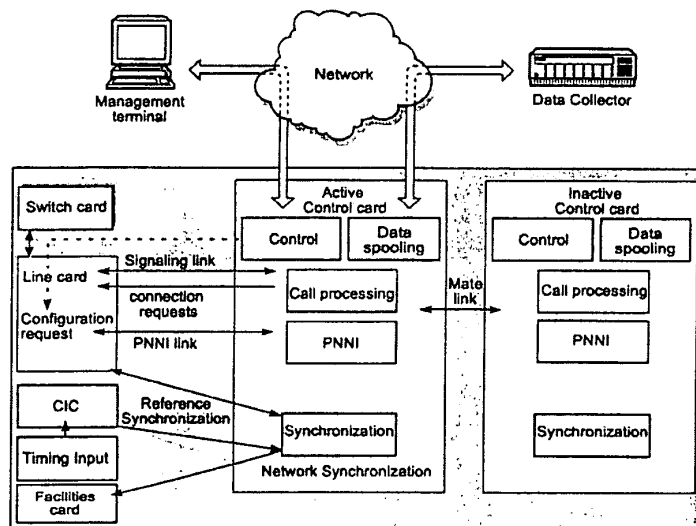 Network
Management
terminal
Data Collector
Switch card
Line card
Configuration
request
Signaling link
connection
requests
PNNI link
CIC
Reference
Synchronization
Timing Input
Facilities
card
Active
Control card
Control
Data
spooling
Call processing
PNNI
Synchronization
Network Synchronization
Mate
link
Inactive
Control card
Control
Data
spooling
Call processing
PNNI
Synchronization